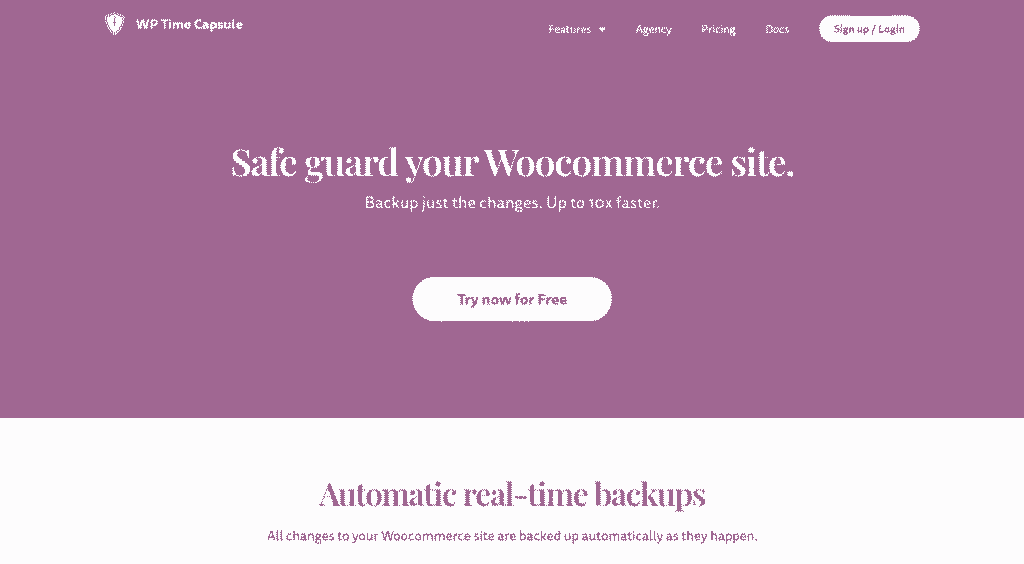 WP Time Capsule
Features
Agency
Pricing
Docs
Sign up / Login
Safe guard your Woocommerce site.
Backup just the changes. Up to 10x faster.
Try now for Free
Automatic real-time backups
All changes to your Woocommerce site are backed up automatically as they happen.